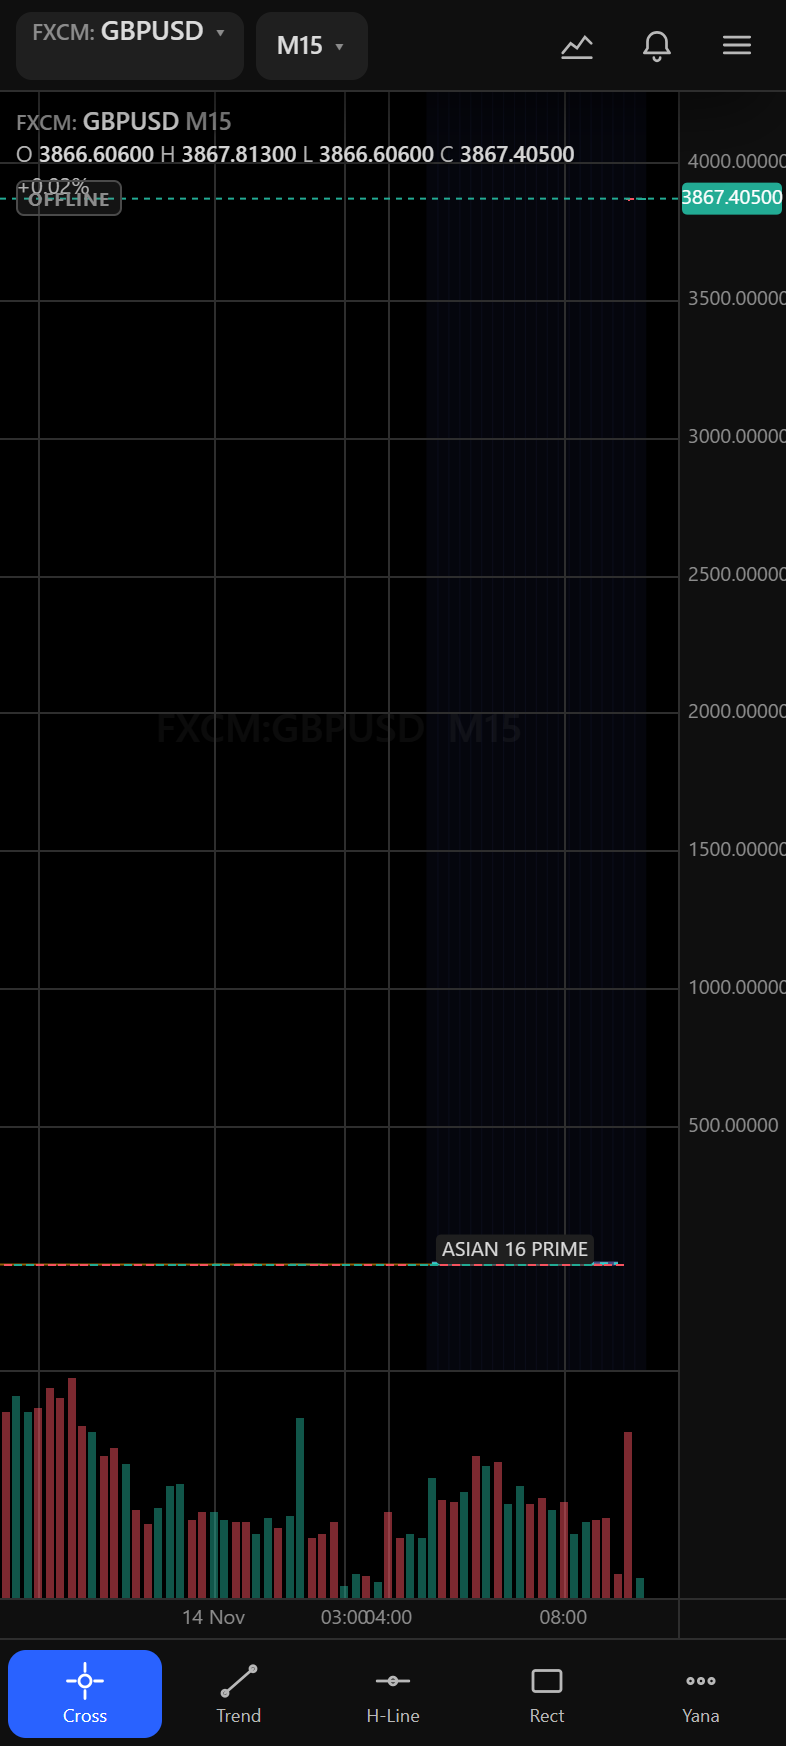 FXCM: GBPUSD ▾
M15 ▾
FXCM: GBPUSD M15
O 3866.60600 H 3867.81300 L 3866.60600 C 3867.40500
+0.02%
OFFLINE
4000.00000
3867.40500
3500.00000
3000.00000
2500.00000
FXCM:GBPUSD M15
2000.00000
1500.00000
1000.00000
500.00000
ASIAN 16 PRIME
14 Nov 03:00 04:00 08:00
Cross Trend H-Line Rect Yana